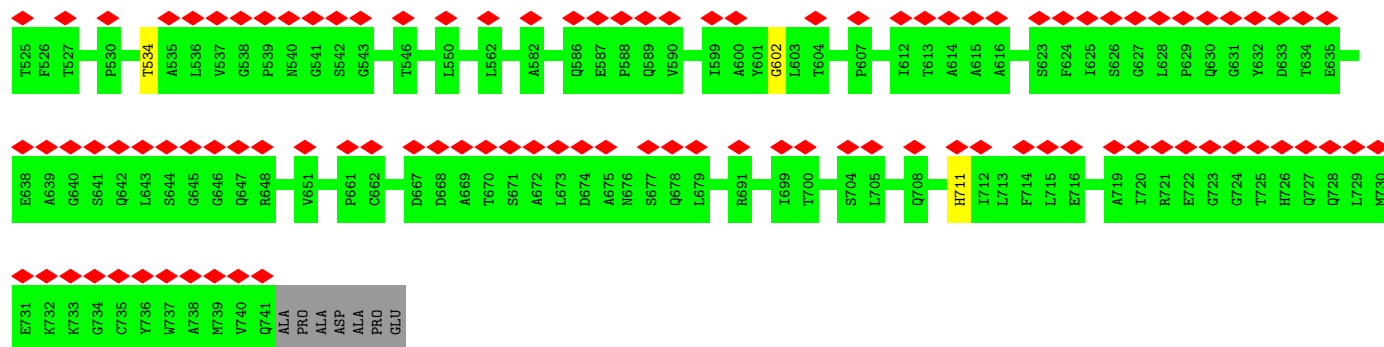 T525 F526 T527 P530 T534 A535 L536 V537 G538 P539 N540 G541 S542 G543 T546 L550 L562 A582 Q586 E587 P588 Q589 V590 I599 A600 Y601 G602 L603 T604 P607 I612 T613 A614 A615 A616 S623 F624 I625 S626 G627 L628 P629 Q630 G631 Y632 D633 T634 E635
E638 A639 G640 S641 Q642 L643 S644 G645 G646 Q647 R648 V651 P661 C662 D667 D668 A669 T670 S671 A672 L673 D674 A675 N676 S677 Q678 L679 R691 I699 T700 S704 L705 Q708 H711 I712 L713 F714 L715 E716 A719 I720 R721 E722 G723 G724 T725 H726 Q727 Q728 L729 M730
E731 K732 K733 G734 C735 Y736 W737 A738 M739 V740 Q741 ALA PRO ALA ASP ALA PRO GLU